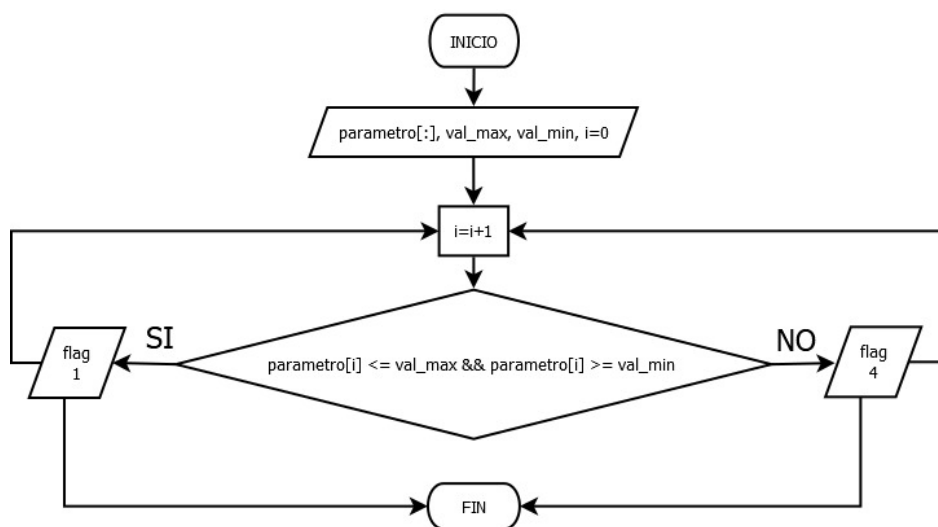 INICIO
parametro[:], val_max, val_min, i=0
i=i+1
SI
NO
flag
1
parametro[i] <= val_max && parametro[i] >= val_min
flag
4
FIN